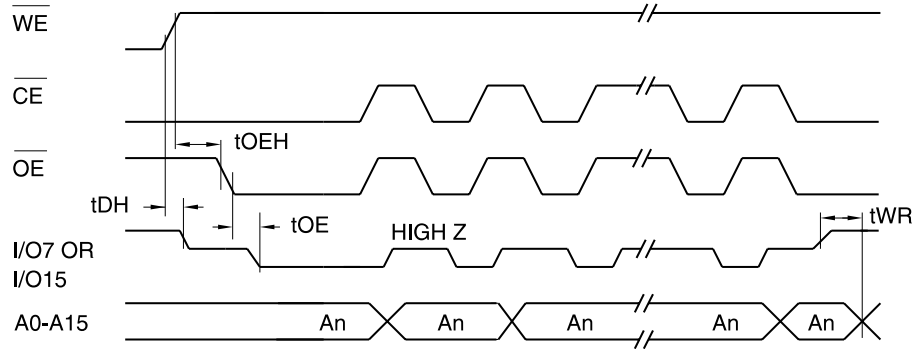 WE
CE
tOEH
OE
tDH
tOE
tWR
HIGH Z
I/O7 OR
I/O15
A0-A15 An An An An An